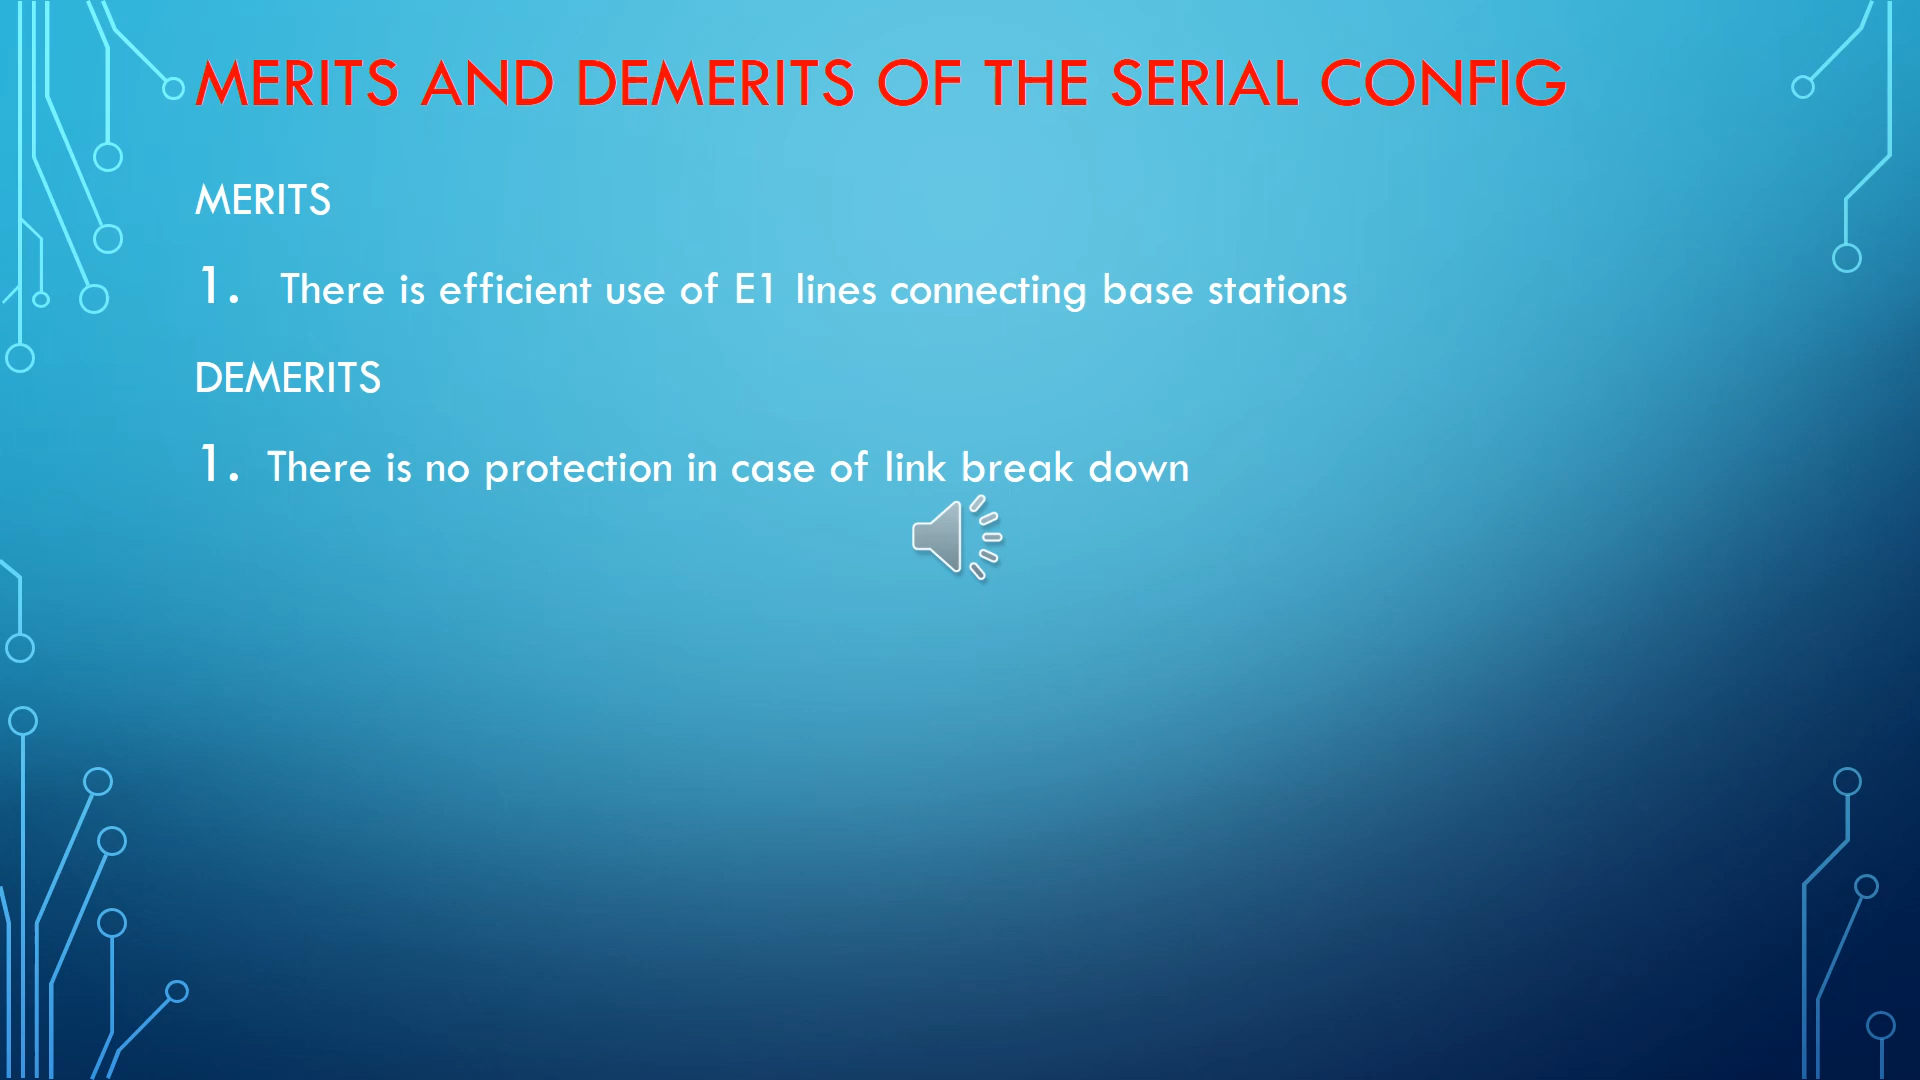 MERITS AND DEMERITS OF THE SERIAL CONFIG
MERITS
1. There is efficient use of E1 lines connecting base stations
DEMERITS
1. There is no protection in case of link break down